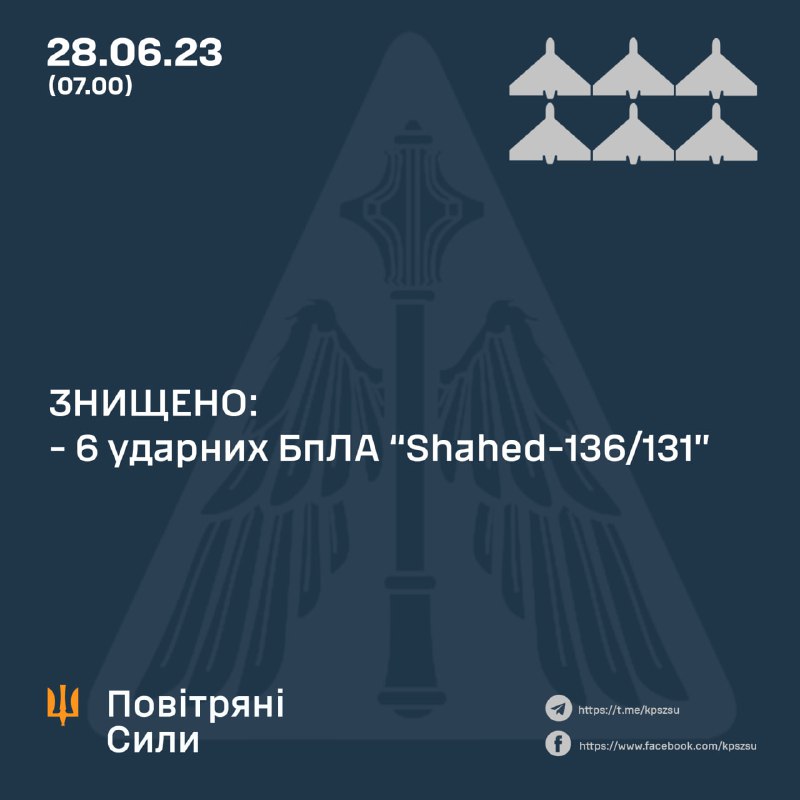 28.06.23
(07.00)
ЗНИЩЕНО:
- 6 ударних БпЛА “Shahed-136/131”
Повітряні
Сили
https://t.me/kpszsu
https://www.facebook.com/kpszsu